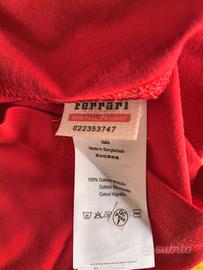 Ferrari
OFFICIAL PRODUCT
022353747
Italia
Made in Bangladesh
100% Cotone
Cotton
Coton/Algodón
subito